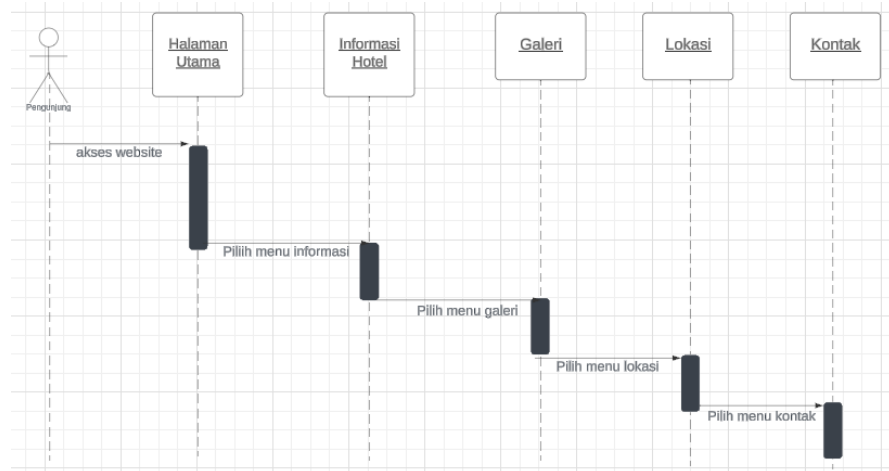 Halaman
Utama
Informasi
Hotel
Galeri
Lokasi
Kontak
Pengunjung
akses website
Piliih menu informasi
Pilih menu galeri
Pilih menu lokasi
Pilih menu kontak